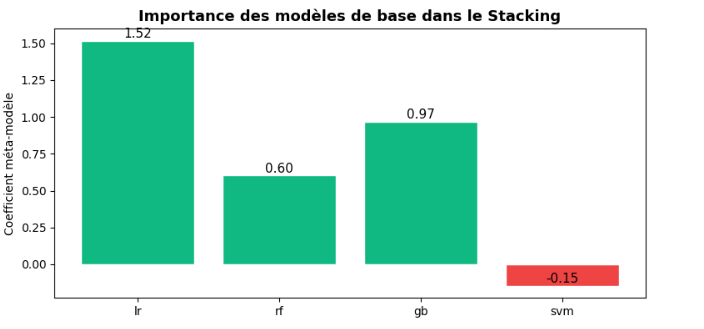 Importance des modèles de base dans le Stacking
Coefficient méta-modèle
1.50
1.25
1.00
0.75
0.50
0.25
0.00
1.52
0.60
0.97
-0.15
lr
rf
gb
svm